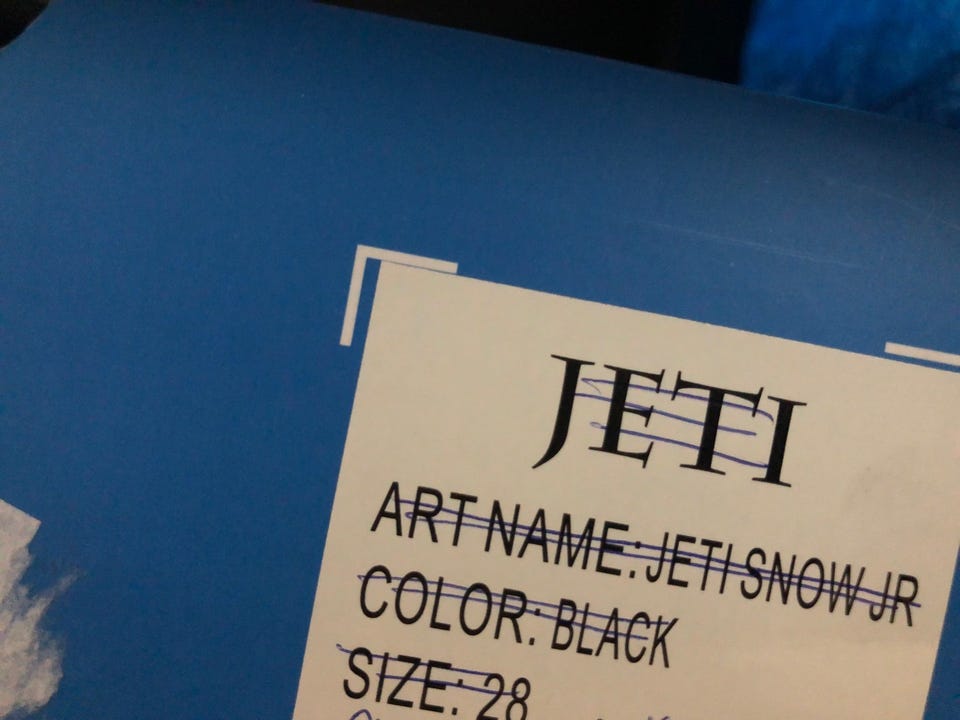 JETI
ART NAME: JETI SNOW JR
COLOR: BLACK
SIZE: 28